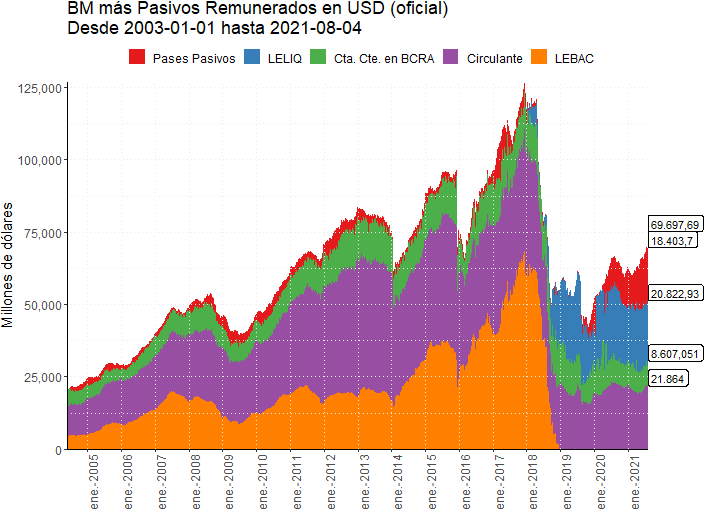 BM más Pasivos Remunerados en USD (oficial)
Desde 2003-01-01 hasta 2021-08-04
Pases Pasivos LELIQ Cta. Cte. en BCRA Circulante LEBAC
Millones de dólares
125,000
100,000
75,000
50,000
25,000
0
69.697,69
18.403,7
20.822,93
8.607,051
21.864
ene.-2005
ene.-2006
ene.-2007
ene.-2008
ene.-2009
ene.-2010
ene.-2011
ene.-2012
ene.-2013
ene.-2014
ene.-2015
ene.-2016
ene.-2017
ene.-2018
ene.-2019
ene.-2020
ene.-2021